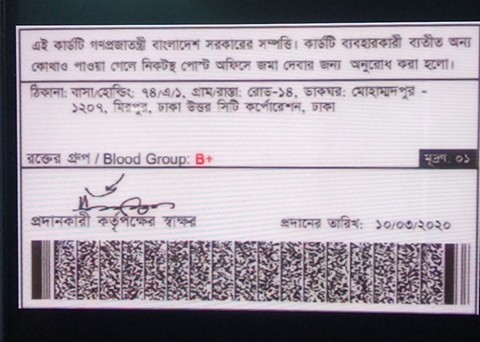 এই কার্ডটি গণপ্রজাতন্ত্রী বাংলাদেশ সরকারের সম্পত্তি। কার্ডটি ব্যবহারকারী ব্যতীত অন্য
কোথাও পাওয়া গেলে নিকটস্থ পোস্ট অফিসে জমা দেবার জন্য অনুরোধ করা হলো।
ঠিকানা: বাসা/হোল্ডিং: ৭৪/এ/১, গ্রাম/রাস্তা: রোড-১৪, ডাকঘর: মোহাম্মদপুর -
১২০৭, মিরপুর, ঢাকা উত্তর সিটি কর্পোরেশন, ঢাকা
রক্তের গ্রুপ / Blood Group: B+
মুদ্রণ: ০১
প্রদানকারী কর্তৃপক্ষের স্বাক্ষর
প্রদানের তারিখ: ১০/০৩/২০২০